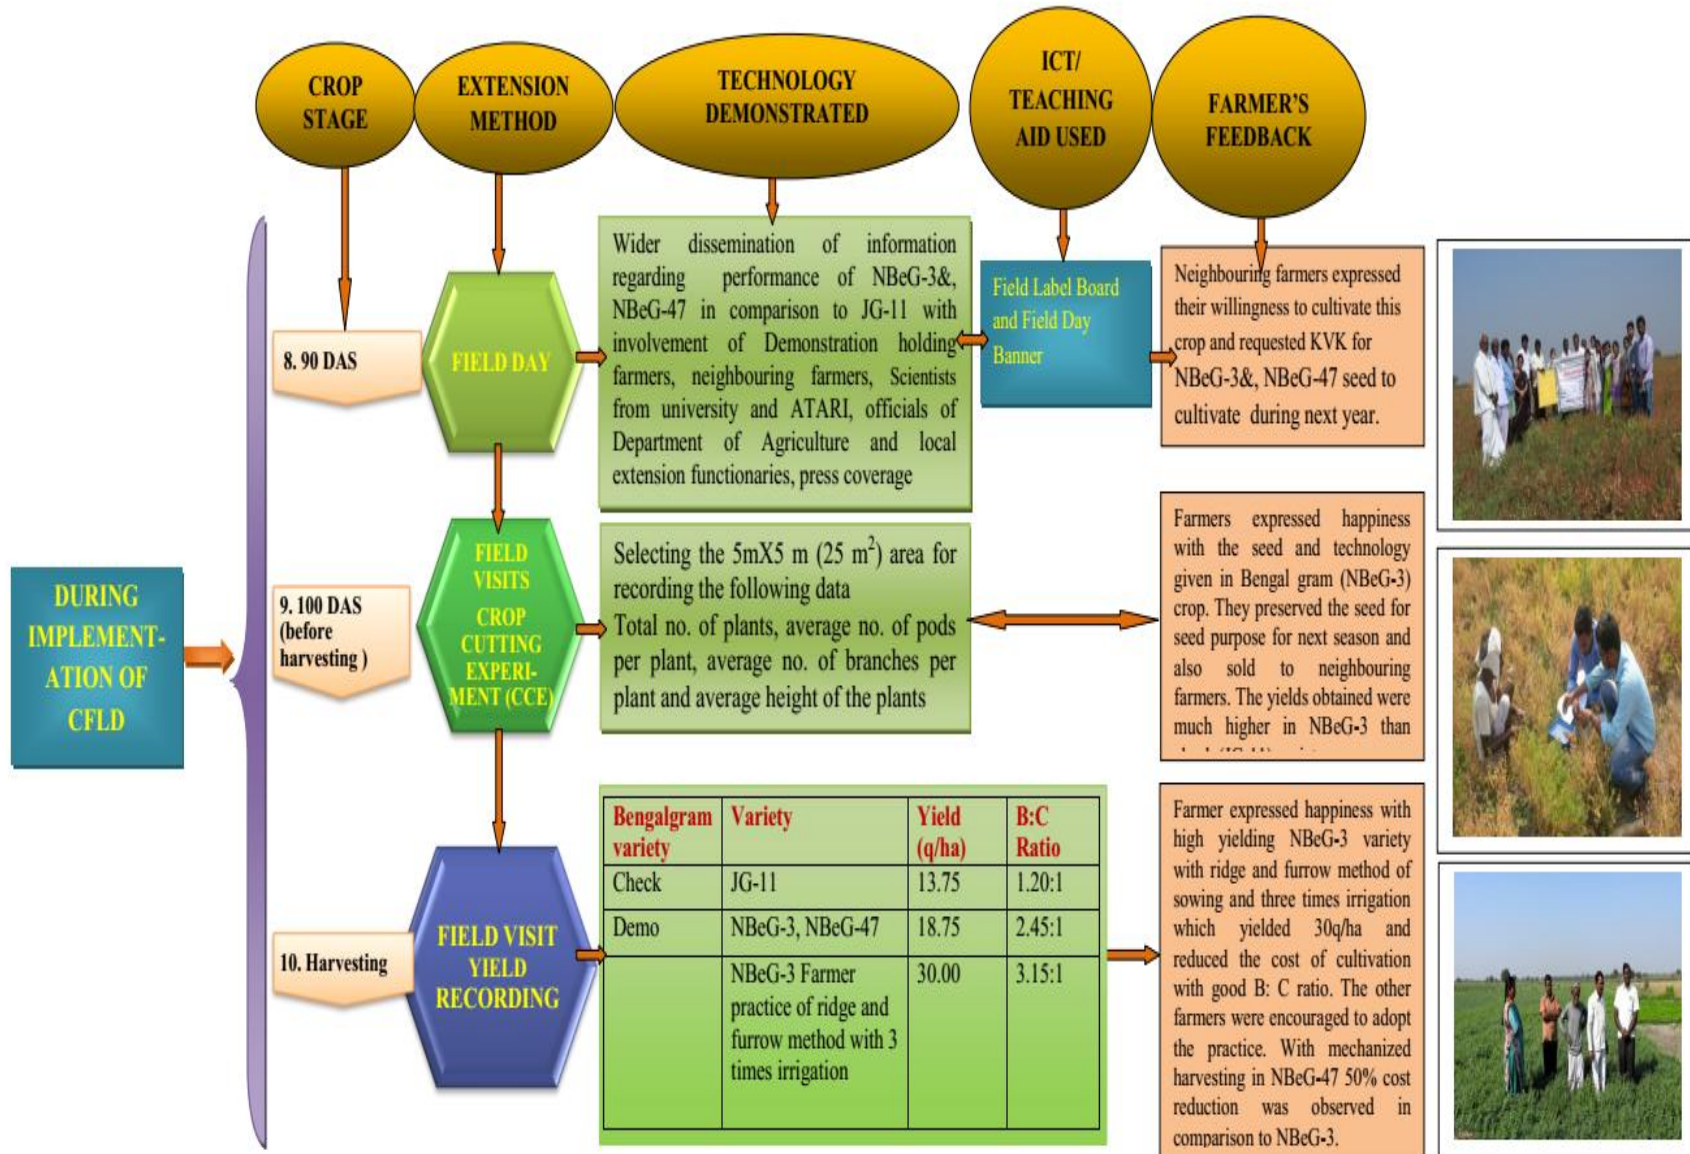 CROP
STAGE
EXTENSION
METHOD
TECHNOLOGY
DEMONSTRATED
ICT/
TEACHING
AID USED
FARMER’S
FEEDBACK
DURING
IMPLEMENT-
ATION OF
CFLD
8. 90 DAS
FIELD DAY
Wider dissemination of information
regarding performance of NBeG-3&,
NBeG-47 in comparison to JG-11 with
involvement of Demonstration holding
farmers, neighbouring farmers, Scientists
from university and ATARI, officials of
Department of Agriculture and local
extension functionaries, press coverage
Field Label Board
and Field Day
Banner
Neighbouring farmers expressed
their willingness to cultivate this
crop and requested KVK for
NBeG-3&, NBeG-47 seed to
cultivate during next year.
9. 100 DAS
(before
harvesting )
FIELD
VISITS
CROP
CUTTING
EXPERI-
MENT (CCE)
Selecting the 5mX5 m (25 m²) area for
recording the following data
Total no. of plants, average no. of pods
per plant, average no. of branches per
plant and average height of the plants
Farmers expressed happiness
with the seed and technology
given in Bengal gram (NBeG-3)
crop. They preserved the seed for
seed purpose for next season and
also sold to neighbouring
farmers. The yields obtained were
much higher in NBeG-3 than
10. Harvesting
FIELD VISIT
YIELD
RECORDING
Bengalgram variety Variety Yield (q/ha) B:C Ratio
Check JG-11 13.75 1.20:1
Demo NBeG-3, NBeG-47 18.75 2.45:1
NBeG-3 Farmer 30.00 3.15:1
practice of ridge and
furrow method with 3
times irrigation
Farmer expressed happiness with
high yielding NBeG-3 variety
with ridge and furrow method of
sowing and three times irrigation
which yielded 30q/ha and
reduced the cost of cultivation
with good B: C ratio. The other
farmers were encouraged to adopt
the practice. With mechanized
harvesting in NBeG-47 50% cost
reduction was observed in
comparison to NBeG-3.